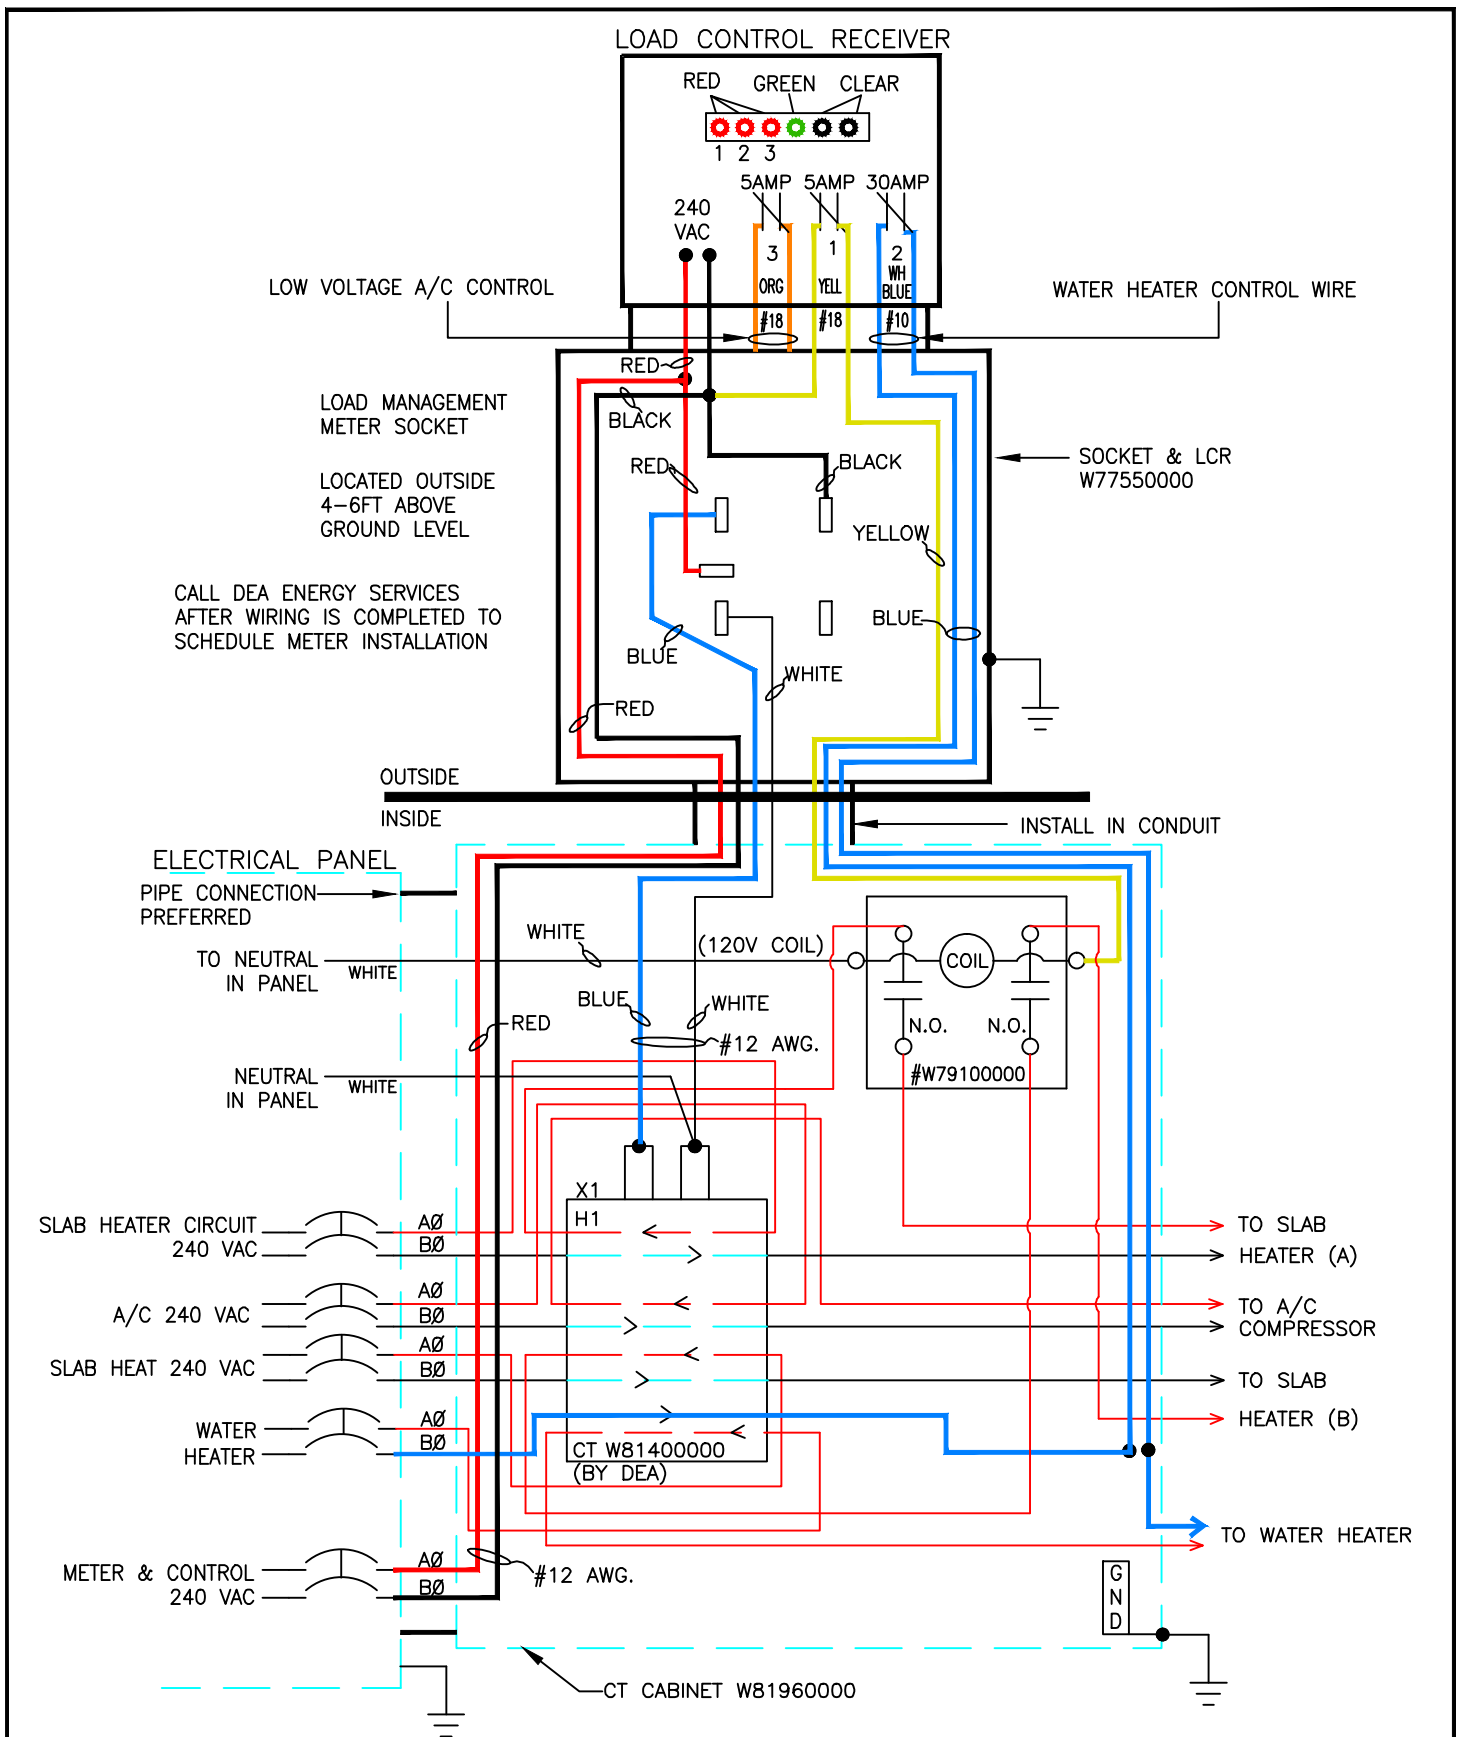 LOAD CONTROL RECEIVER
RED GREEN CLEAR
1 2 3
5AMP 5AMP 30AMP
240
VAC
3 1 2
WH
ORG YELL BLUE
#18 #18 #10
LOW VOLTAGE A/C CONTROL
WATER HEATER CONTROL WIRE
RED
BLACK
LOAD MANAGEMENT
METER SOCKET
RED
BLACK
SOCKET & LCR
W77550000
LOCATED OUTSIDE
4-6FT ABOVE
GROUND LEVEL
YELLOW
CALL DEA ENERGY SERVICES
AFTER WIRING IS COMPLETED TO
SCHEDULE METER INSTALLATION
BLUE
BLUE
WHITE
RED
OUTSIDE
INSIDE
INSTALL IN CONDUIT
ELECTRICAL PANEL
PIPE CONNECTION
PREFERRED
WHITE
(120V COIL)
COIL
TO NEUTRAL
IN PANEL
WHITE
BLUE
WHITE
RED
#12 AWG.
N.O. N.O.
#W79100000
NEUTRAL
IN PANEL
WHITE
X1
H1
SLAB HEATER CIRCUIT
240 VAC
AØ
BØ
TO SLAB
HEATER (A)
A/C 240 VAC
AØ
BØ
TO A/C
COMPRESSOR
SLAB HEAT 240 VAC
AØ
BØ
TO SLAB
HEATER (B)
WATER
HEATER
AØ
BØ
CT W81400000
(BY DEA)
TO WATER HEATER
METER & CONTROL
240 VAC
AØ
BØ
#12 AWG.
G
N
D
CT CABINET W81960000